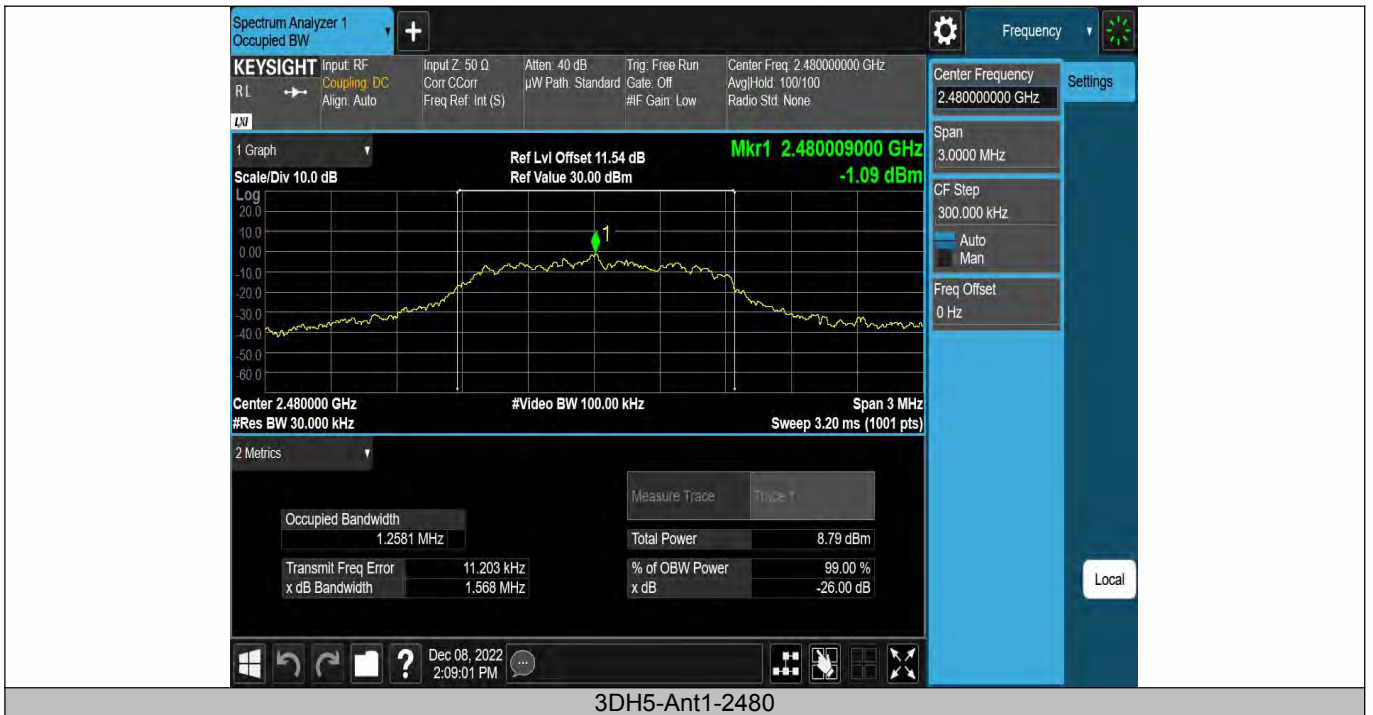 Spectrum Analyzer 1
Occupied BW
+
Frequency
KEYSIGHT
R L
LXI
Input: RF
Coupling: DC
Align: Auto
Input Z: 50 Ω
Corr CCorr
Freq Ref: Int (S)
Atten: 40 dB
µW Path: Standard
Trig: Free Run
Gate: Off
#IF Gain: Low
Center Freq: 2.480000000 GHz
Avg|Hold: 100/100
Radio Std: None
Center Frequency
2.480000000 GHz
Settings
Span
3.0000 MHz
CF Step
300.000 kHz
Auto
Man
Freq Offset
0 Hz
Local
1 Graph
Scale/Div 10.0 dB
Ref Lvl Offset 11.54 dB
Ref Value 30.00 dBm
Mkr1 2.480009000 GHz
-1.09 dBm
Log
20.0
10.0
0.00
-10.0
-20.0
-30.0
-40.0
-50.0
-60.0
1
Center 2.480000 GHz
#Video BW 100.00 kHz
Span 3 MHz
#Res BW 30.000 kHz
Sweep 3.20 ms (1001 pts)
2 Metrics
Measure Trace
Trace 1
Occupied Bandwidth
1.2581 MHz
Total Power
8.79 dBm
Transmit Freq Error
11.203 kHz
% of OBW Power
99.00 %
x dB Bandwidth
1.568 MHz
x dB
-26.00 dB
?
Dec 08, 2022
2:09:01 PM
3DH5-Ant1-2480